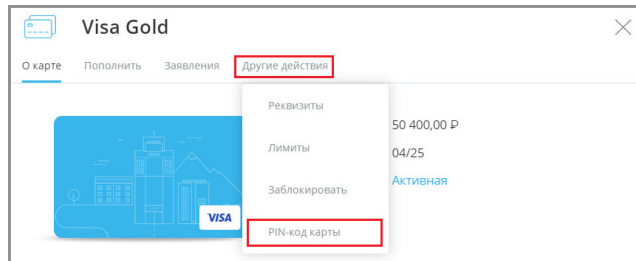 Visa Gold
О карте Пополнить Заявления Другие действия
Реквизиты
50 400,00 ₽
Лимиты
04/25
Заблокировать
Активная
VISA
PIN-код карты